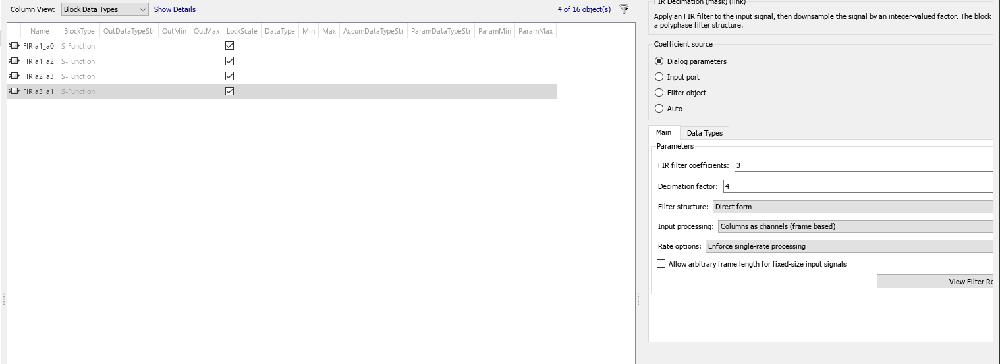 Column View: Block Data Types Show Details 4 of 16 object(s)
Name BlockType OutDataTypeStr OutMin OutMax LockScale DataType Min Max AccumDataTypeStr ParamDataTypeStr ParamMin ParamMax
FIR a1_a0 S-Function
FIR a1_a2 S-Function
FIR a2_a3 S-Function
FIR a3_a1 S-Function
FIR Decimation (mask) (link)
Apply an FIR filter to the input signal, then downsample the signal by an integer-valued factor. The block
a polyphase filter structure.
Coefficient source
Dialog parameters
Input port
Filter object
Auto
Main Data Types
Parameters
FIR filter coefficients: 3
Decimation factor: 4
Filter structure: Direct form
Input processing: Columns as channels (frame based)
Rate options: Enforce single-rate processing
Allow arbitrary frame length for fixed-size input signals
View Filter Re